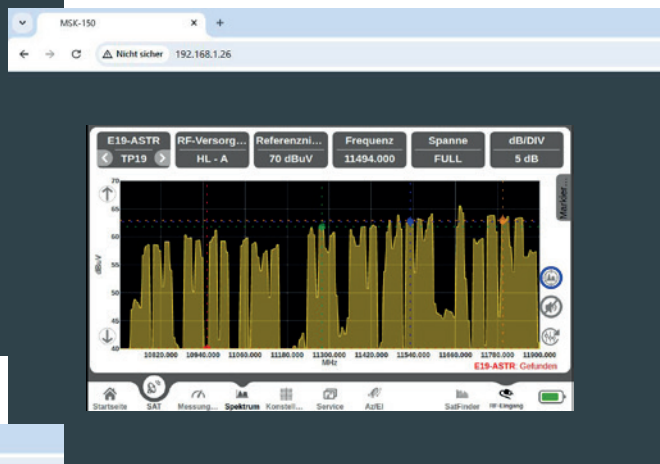 MSK-150
Nicht sicher 192.168.1.26
E19-ASTR RF-Versorg... Referenzni... Frequenz Spanne dB/DIV
TP19 HL - A 70 dBuV 11494.000 FULL 5 dB
Markier...
70
65
60
55
50
45
40
dBuV
10820.000 10940.000 11060.000 11180.000 11300.000 11420.000 11540.000 11660.000 11780.000 11900.000
MHz
E19-ASTR: Gefunden
Startseite SAT Messung... Spektrum Konstell... Service Az/El SatFinder RF-Eingang